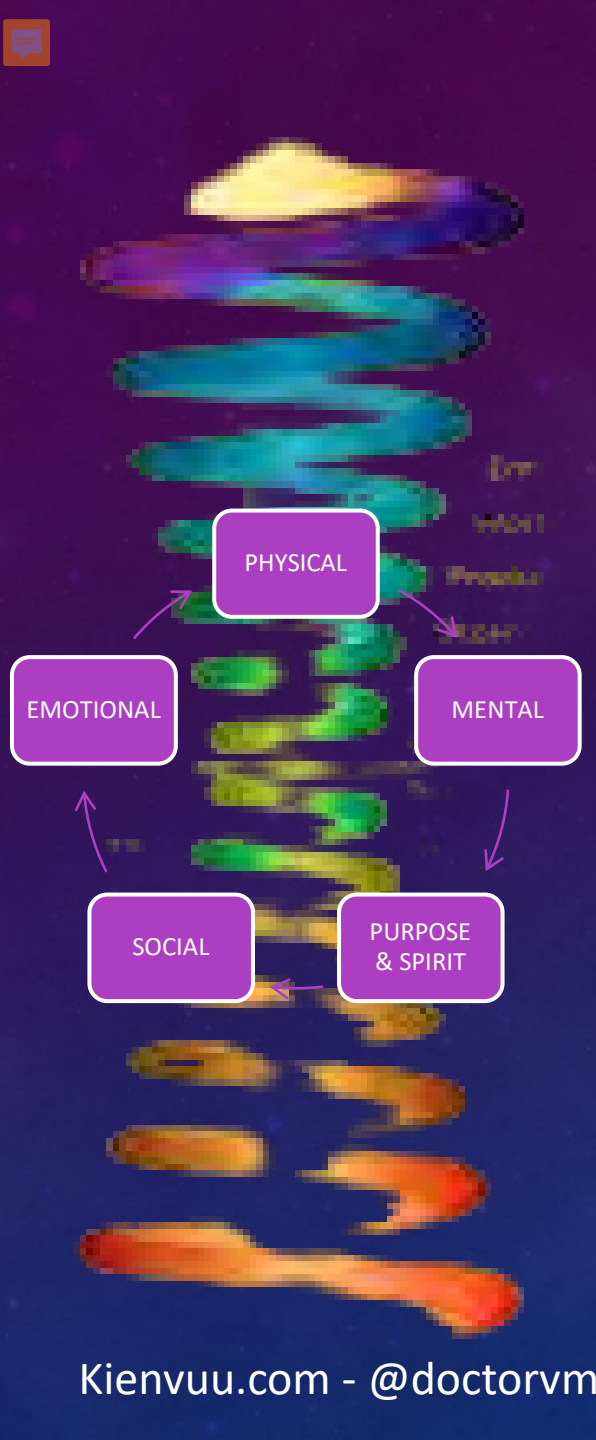 PHYSICAL
EMOTIONAL
MENTAL
SOCIAL
PURPOSE
& SPIRIT
Kienvuu.com - @doctorvm